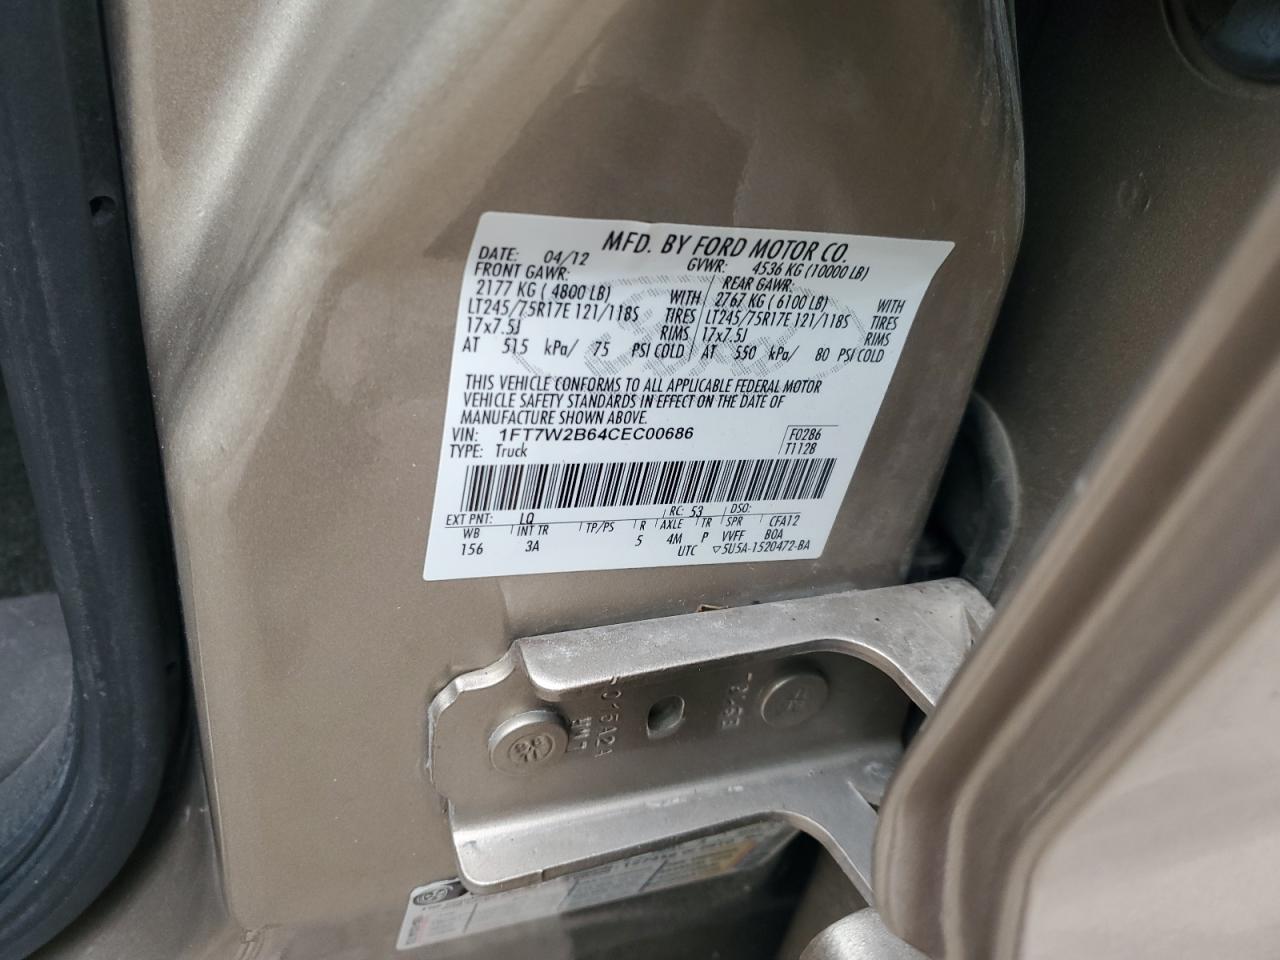 MFD. BY FORD MOTOR CO.
DATE: 04/12 GVWR: 4536 KG (10000 LB)
FRONT GAWR: REAR GAWR:
2177 KG ( 4800 LB) WITH 2767 KG ( 6100 LB) WITH
LT245/75R17E 121/118S TIRES LT245/75R17E 121/118S TIRES
17x7.5J RIMS 17x7.5J RIMS
AT 515 kPa/ 75 PSI COLD AT 550 kPa/ 80 PSI COLD
THIS VEHICLE CONFORMS TO ALL APPLICABLE FEDERAL MOTOR
VEHICLE SAFETY STANDARDS IN EFFECT ON THE DATE OF
MANUFACTURE SHOWN ABOVE.
VIN: 1FT7W2B64CEC00686 F0286
TYPE: Truck T1128
EXT PNT: LQ RC: 53 DSO:
WB INT TR TP/PS R AXLE TR SPR CFA12
156 3A 5 4M P VVFF BOA
UTC ▽5U5A-1520472-BA